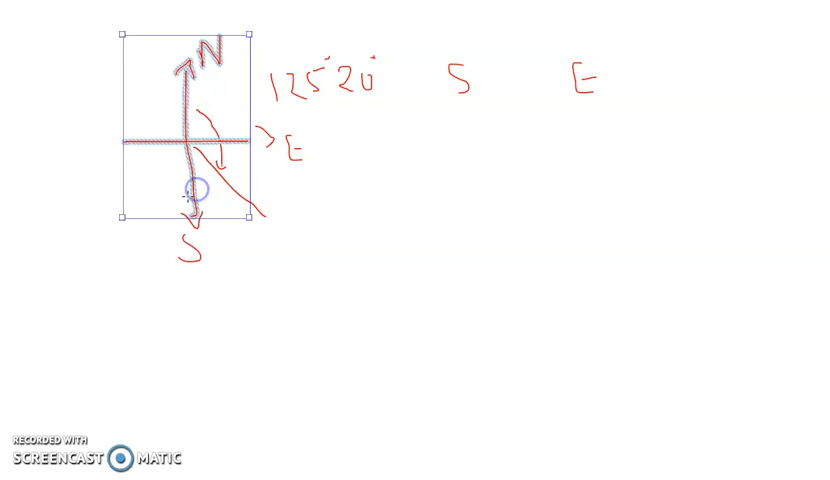 N
125°20' S E
E
S
RECORDED WITH
SCREENCAST MATIC